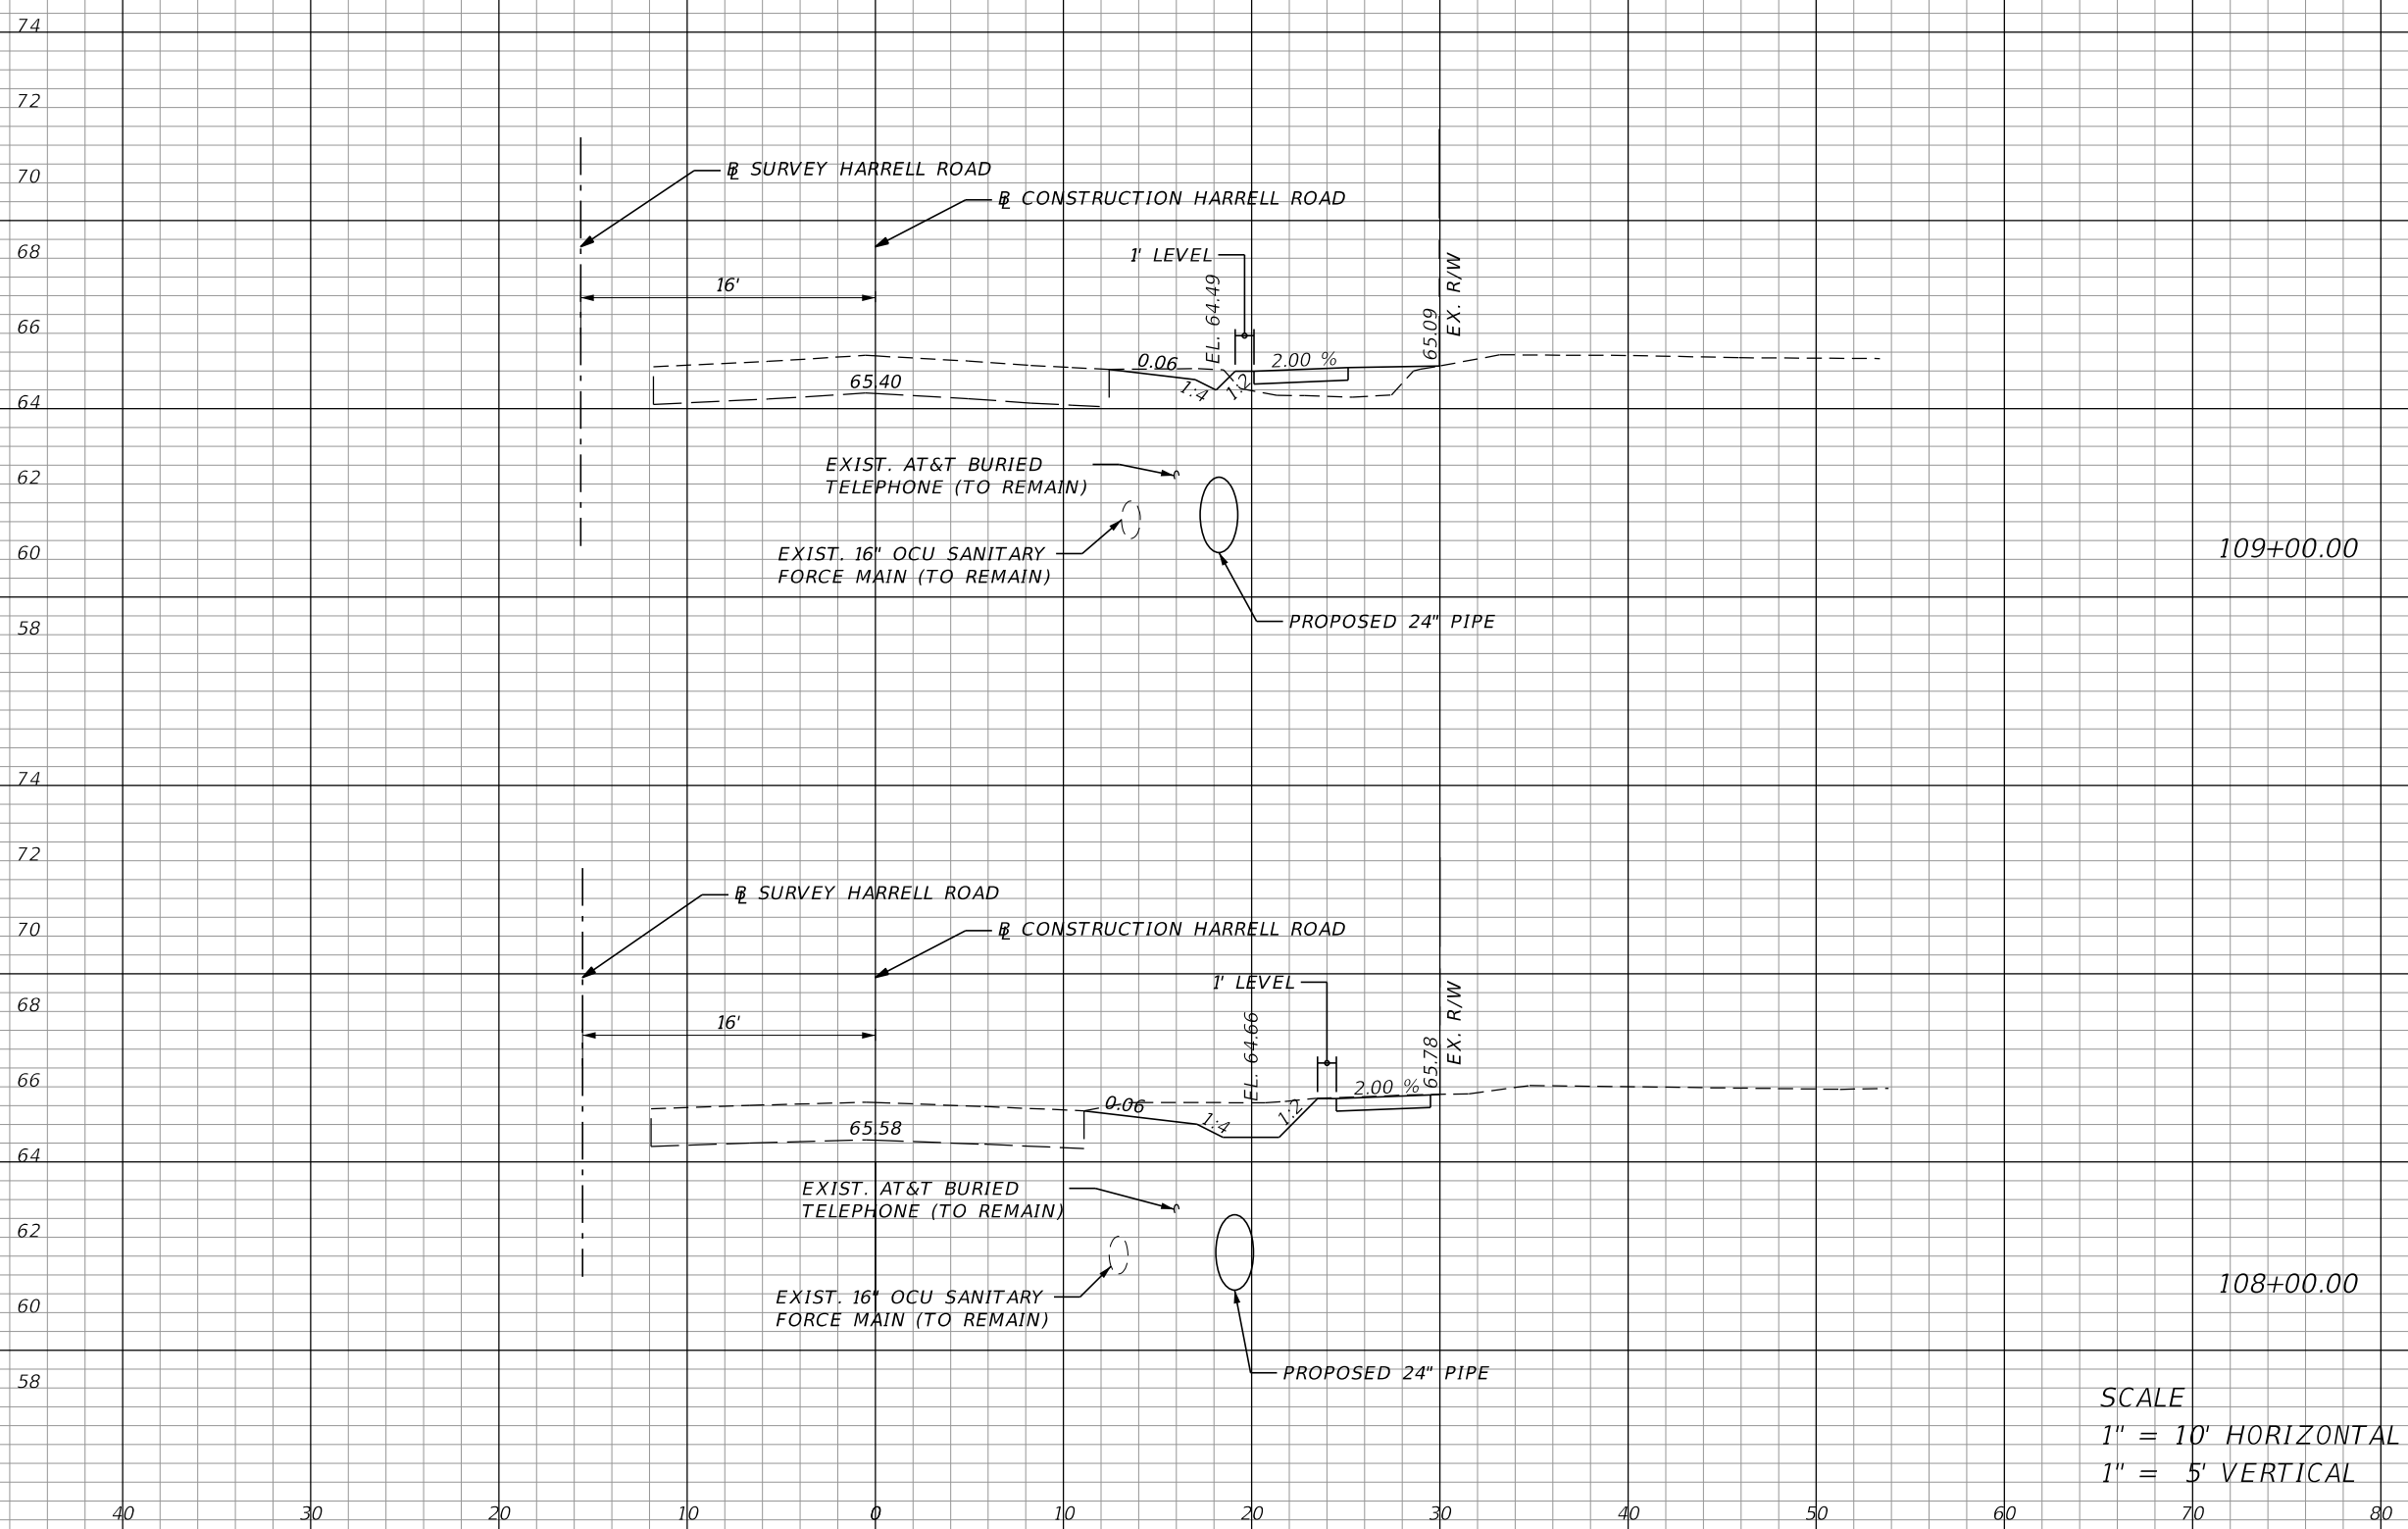 74
72
70
68
66
64
62
60
58
℄ SURVEY HARRELL ROAD
℄ CONSTRUCTION HARRELL ROAD
16'
1' LEVEL
EL. 64.49
65.09
EX. R/W
0.06
1:4
1:2
2.00 %
65.40
EXIST. AT&T BURIED
TELEPHONE (TO REMAIN)
EXIST. 16" OCU SANITARY
FORCE MAIN (TO REMAIN)
PROPOSED 24" PIPE
109+00.00
74
72
70
68
66
64
62
60
58
℄ SURVEY HARRELL ROAD
℄ CONSTRUCTION HARRELL ROAD
16'
1' LEVEL
EL. 64.66
65.78
EX. R/W
0.06
1:4
1:2
2.00 %
65.58
EXIST. AT&T BURIED
TELEPHONE (TO REMAIN)
EXIST. 16" OCU SANITARY
FORCE MAIN (TO REMAIN)
PROPOSED 24" PIPE
108+00.00
SCALE
1" = 10' HORIZONTAL
1" = 5' VERTICAL
40 30 20 10 0 10 20 30 40 50 60 70 80